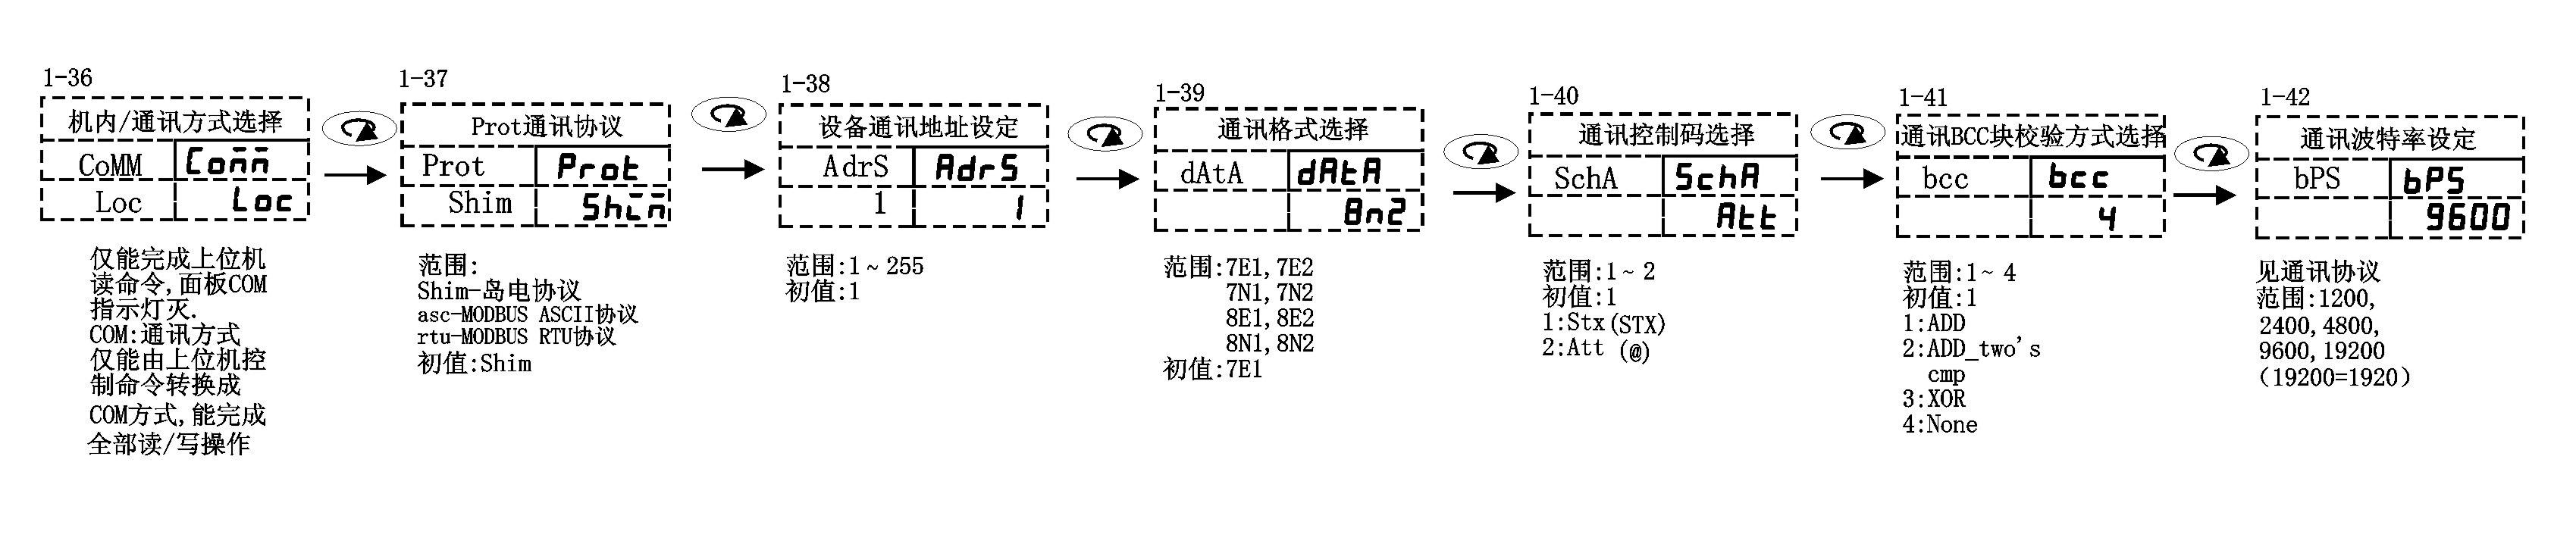 1-36
机内/通讯方式选择
CoMM Comm
Loc Loc
仅能完成上位机
读命令,面板COM
指示灯灭.
COM:通讯方式
仅能由上位机控
制命令转换成
COM方式,能完成
全部读/写操作
1-37
Prot通讯协议
Prot Prot
Shim Shim
范围:
Shim-岛电协议
asc-MODBUS ASCII协议
rtu-MODBUS RTU协议
初值:Shim
1-38
设备通讯地址设定
AdrS AdrS
1 1
范围:1~255
初值:1
1-39
通讯格式选择
dAtA dAtA
8n2
范围:7E1,7E2
7N1,7N2
8E1,8E2
8N1,8N2
初值:7E1
1-40
通讯控制码选择
SchA SchA
Att
范围:1~2
初值:1
1:Stx(STX)
2:Att (@)
1-41
通讯BCC块校验方式选择
bcc bcc
4
范围:1~4
初值:1
1:ADD
2:ADD_two's
cmp
3:XOR
4:None
1-42
通讯波特率设定
bPS bPS
9600
见通讯协议
范围:1200,
2400,4800,
9600,19200
(19200=1920)